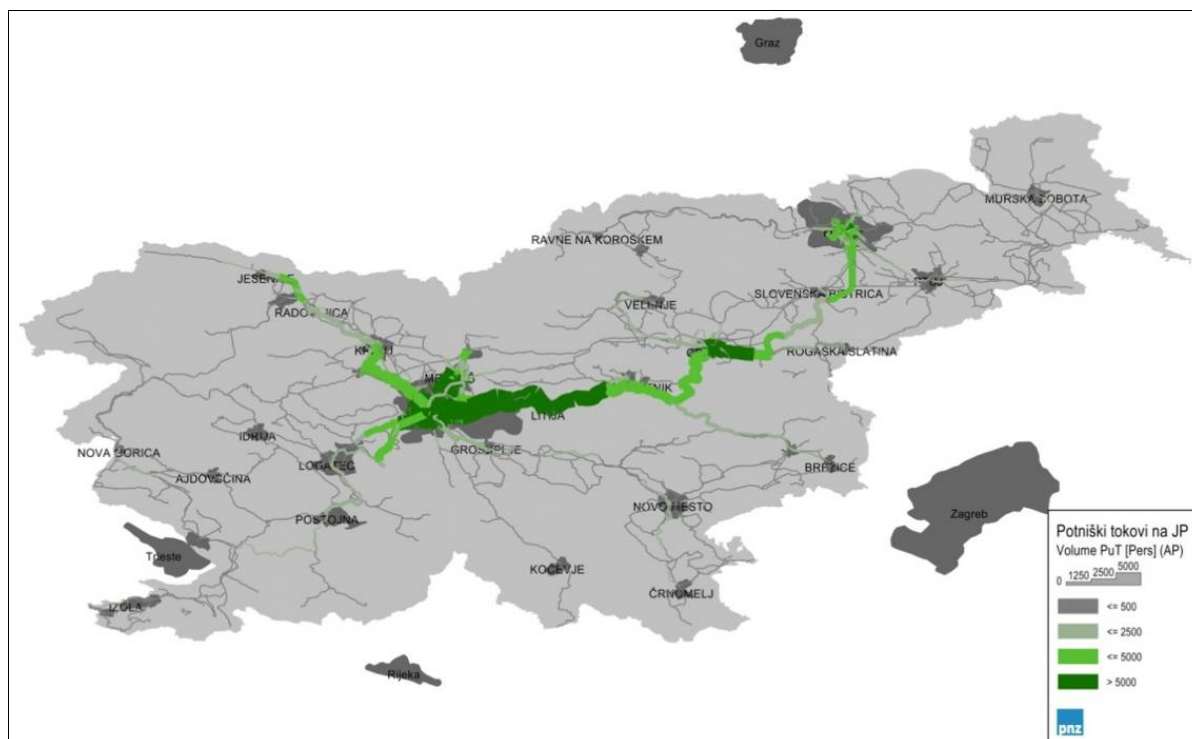 Graz
MURSKA SOBOTA
RAVNE NA KOROŠKEM
JESENICE
SLOVENSKA BISTRICA
VELENJE
RADOVLJICA
ROGAŠKA SLATINA
LITIJA
IDRIJA
GROSUPLJE
NOVA GORICA
LOGATEC
BREŽICE
AJDOVŠČINA
NOVO MESTO
POSTOJNA
Zagreb
Trieste
KOČEVJE
ČRNOMELJ
IZOLA
Rijeka
Potniški tokovi na JP
Volume PuT [Pers] (AP)
0 1250 2500 5000
<= 500
<= 2500
<= 5000
> 5000
pnz